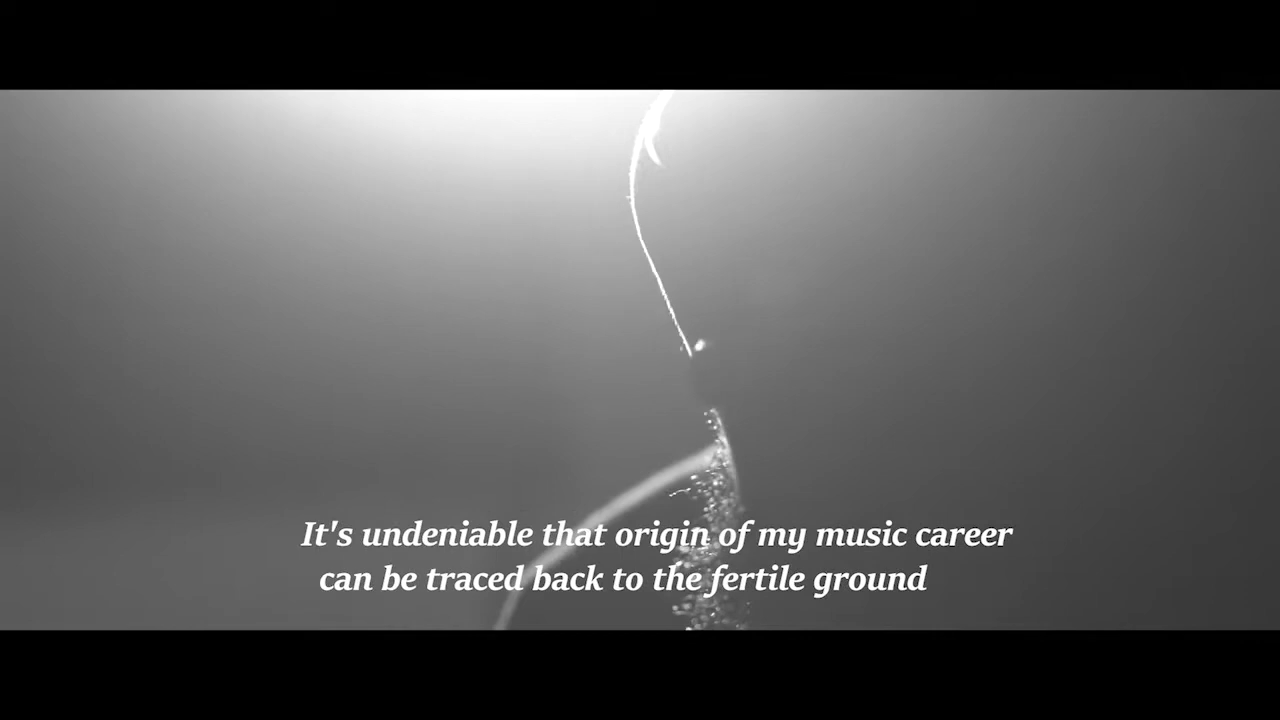 It's undeniable that origin of my music career
can be traced back to the fertile ground